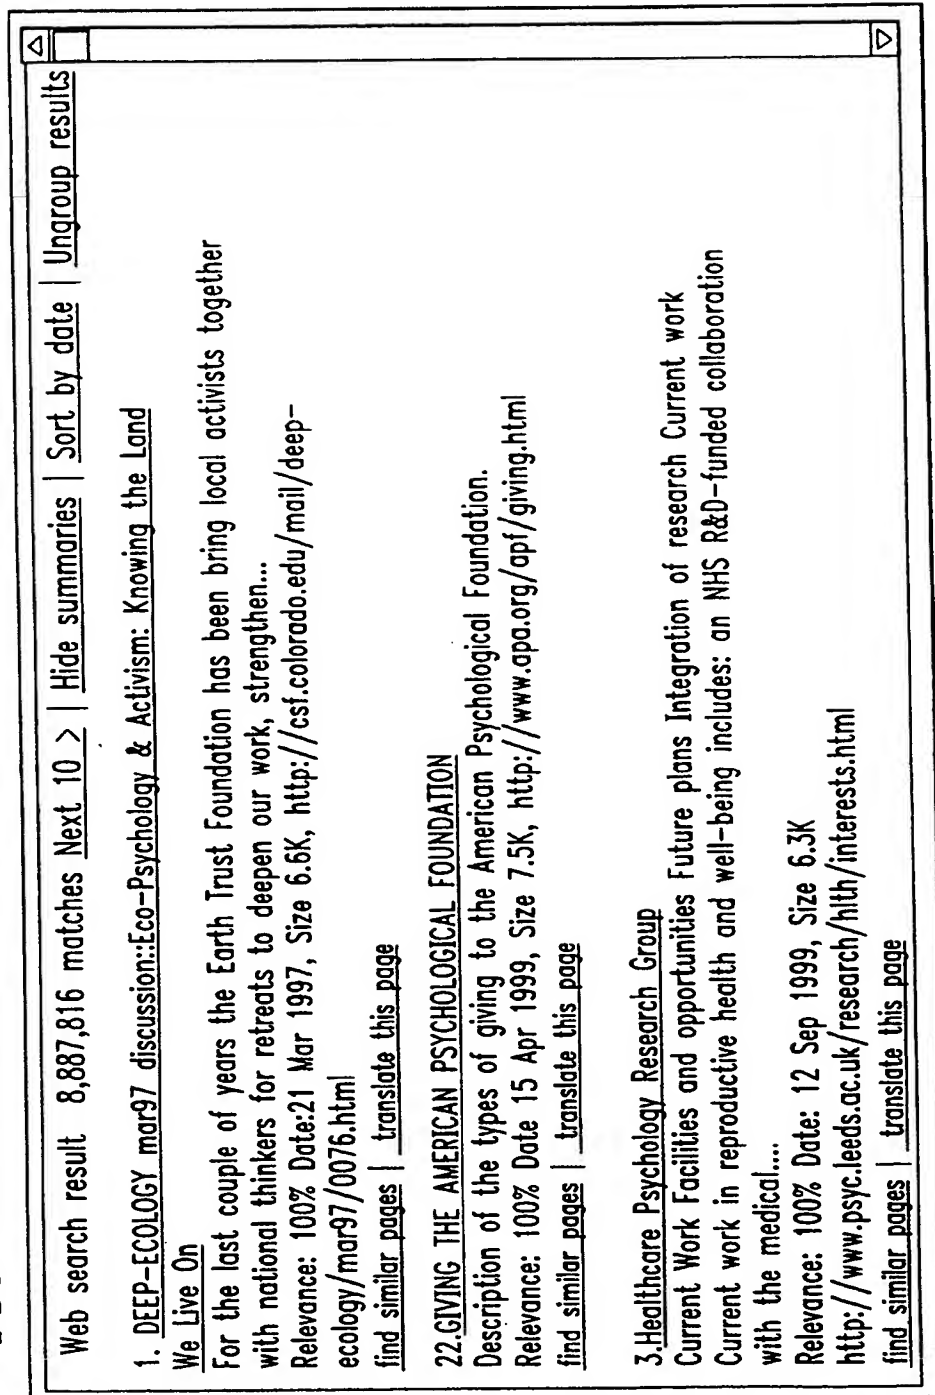 Web search result 8,887,816 matches Next 10 > | Hide summaries | Sort by date | Ungroup results
1. DEEP-ECOLOGY mar97 discussion::Eco-Psychology & Activism: Knowing the Land
We Live On
For the last couple of years the Earth Trust Foundation has been bring local activists together
with national thinkers for retreats to deepen our work, strengthen...
Relevance: 100% Date:21 Mar 1997, Size 6.6K, http://csf.colorado.edu/mail/deep-
ecology/mar97/0076.html
find similar pages | translate this page
22.GIVING THE AMERICAN PSYCHOLOGICAL FOUNDATION
Description of the types of giving to the American Psychological Foundation.
Relevance: 100% Date 15 Apr 1999, Size 7.5K, http://www.apa.org/apf/giving.html
find similar pages | translate this page
3.Healthcare Psychology Research Group
Current Work Facilities and opportunities Future plans Integration of research Current work
Current work in reproductive health and well-being includes: an NHS R&D-funded collaboration
with the medical....
Relevance: 100% Date: 12 Sep 1999, Size 6.3K
http://www.psyc.leeds.ac.uk/research/hlth/interests.html
find similar pages | translate this page